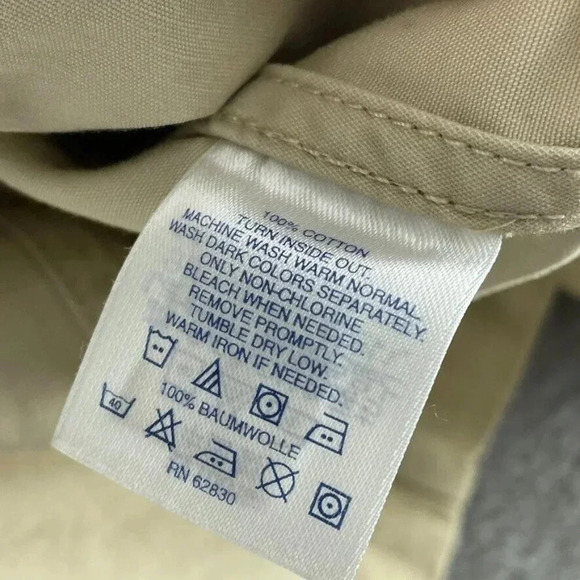 100% COTTON
TURN INSIDE OUT.
MACHINE WASH WARM NORMAL
WASH DARK COLORS SEPARATELY.
ONLY NON-CHLORINE
BLEACH WHEN NEEDED.
REMOVE PROMPTLY.
TUMBLE DRY LOW.
WARM IRON IF NEEDED.
100% BAUMWOLLE
40
RN 62830